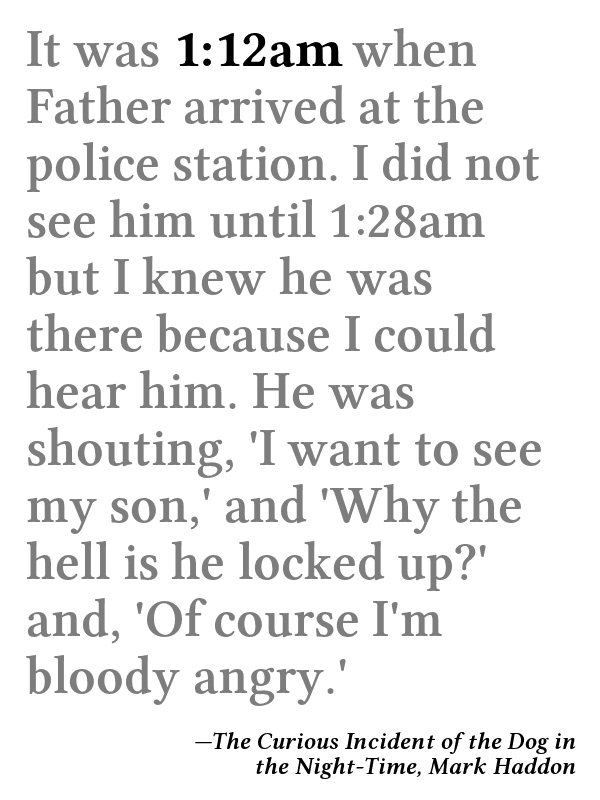 It was 1:12am when
Father arrived at the
police station. I did not
see him until 1:28am
but I knew he was
there because I could
hear him. He was
shouting, 'I want to see
my son,' and 'Why the
hell is he locked up?'
and, 'Of course I'm
bloody angry.'
—The Curious Incident of the Dog in
the Night-Time, Mark Haddon